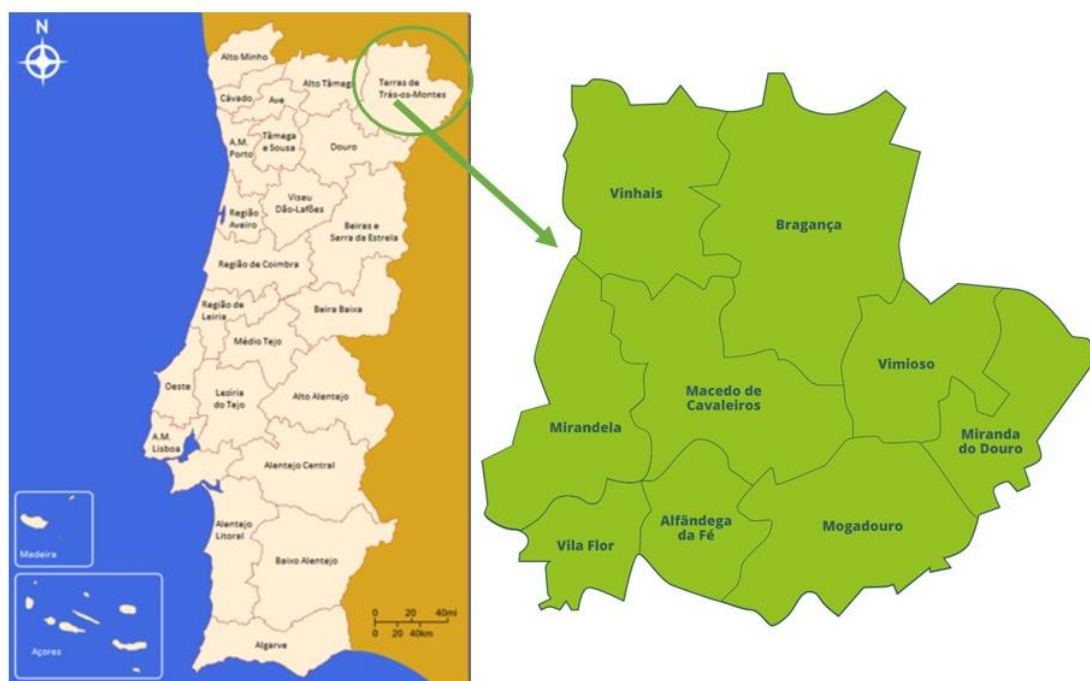 N
Alto Minho
Alto Tâmega
Terras de
Trás-os-Montes
Cávado
Ave
A.M.
Porto
Tâmega
e Sousa
Douro
Viseu
Dão-Lafões
Região
Aveiro
Beiras e
Serra da Estrela
Região de Coimbra
Região de
Leiria
Beira Baixa
Médio Tejo
Oeste
Lezíria
do Tejo
Alto Alentejo
A.M.
Lisboa
Alentejo Central
Alentejo
Litoral
Baixo Alentejo
Algarve
Madeira
Açores
0 20 40mi
0 20 40km
Vinhais
Bragança
Vimioso
Macedo de
Cavaleiros
Mirandela
Miranda
do Douro
Alfândega
da Fé
Mogadouro
Vila Flor